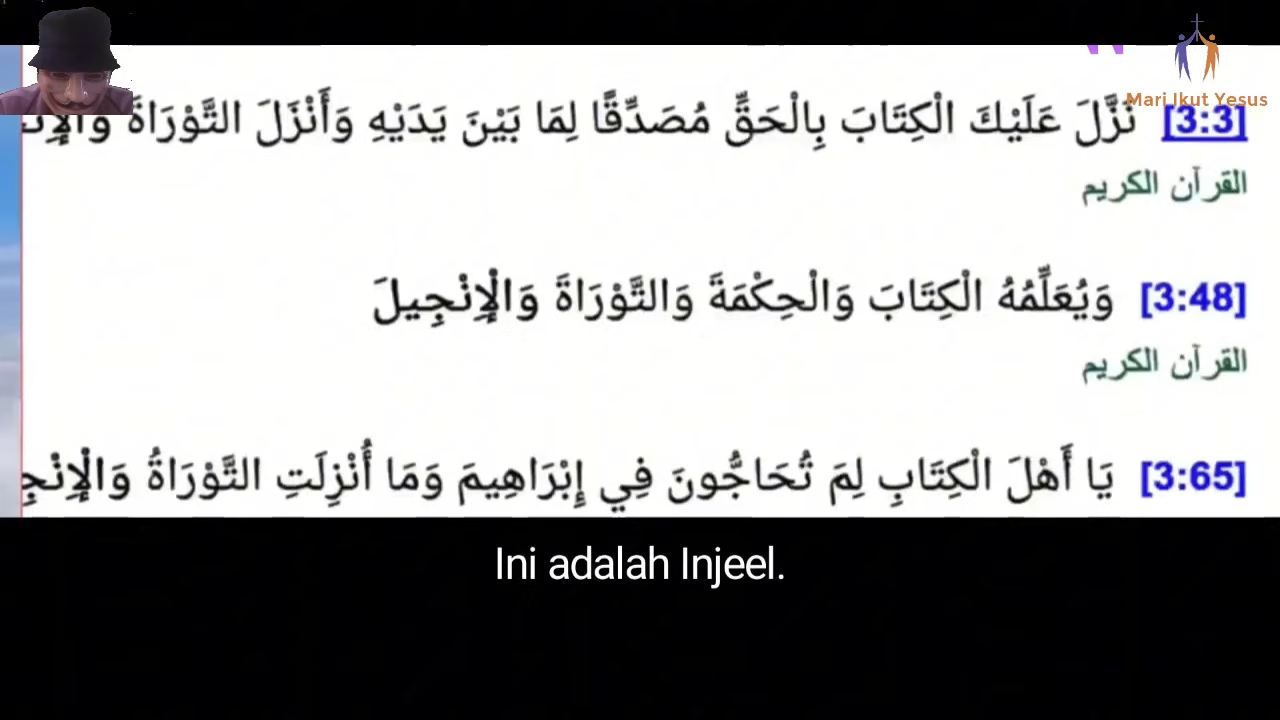 Mari Ikut Yesus
[3:3] نَزَّلَ عَلَيْكَ الْكِتَابَ بِالْحَقِّ مُصَدِّقًا لِمَا بَيْنَ يَدَيْهِ وَأَنْزَلَ التَّوْرَاةَ
القرآن الكريم
[3:48] وَيُعَلِّمُهُ الْكِتَابَ وَالْحِكْمَةَ وَالتَّوْرَاةَ وَالْإِنْجِيلَ
القرآن الكريم
[3:65] يَا أَهْلَ الْكِتَابِ لِمَ تُحَاجُّونَ فِي إِبْرَاهِيمَ وَمَا أُنْزِلَتِ التَّوْرَاةُ
Ini adalah Injeel.